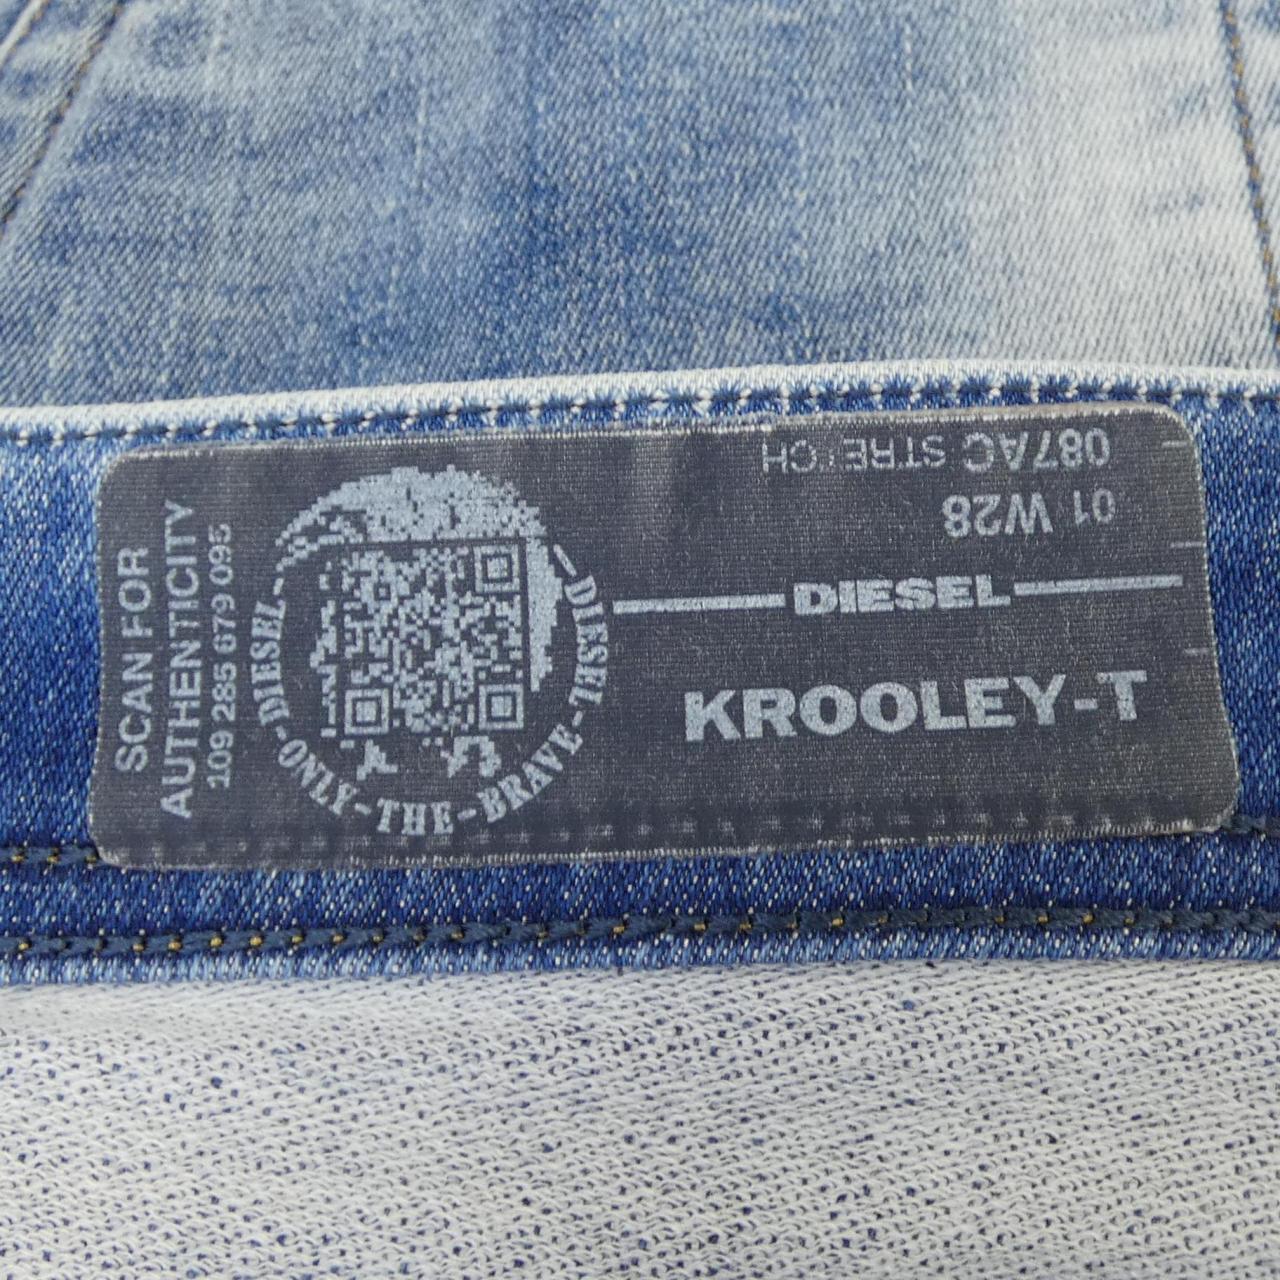 SCAN FOR
AUTHENTICITY
109 285 679 095
DIESEL-ONLY-THE-BRAVE-DIESEL
087AC STRETCH
01 W28
DIESEL
KROOLEY-T